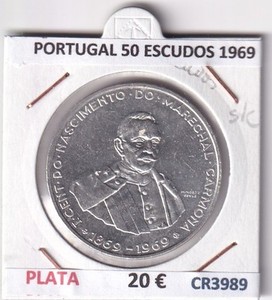 PORTUGAL 50 ESCUDOS 1969
s/c
I·CENT·DO·NASCIMENTO·DO·MARECHAL·CARMONA
·1869-1969·
PLATA
20 €
CR3989